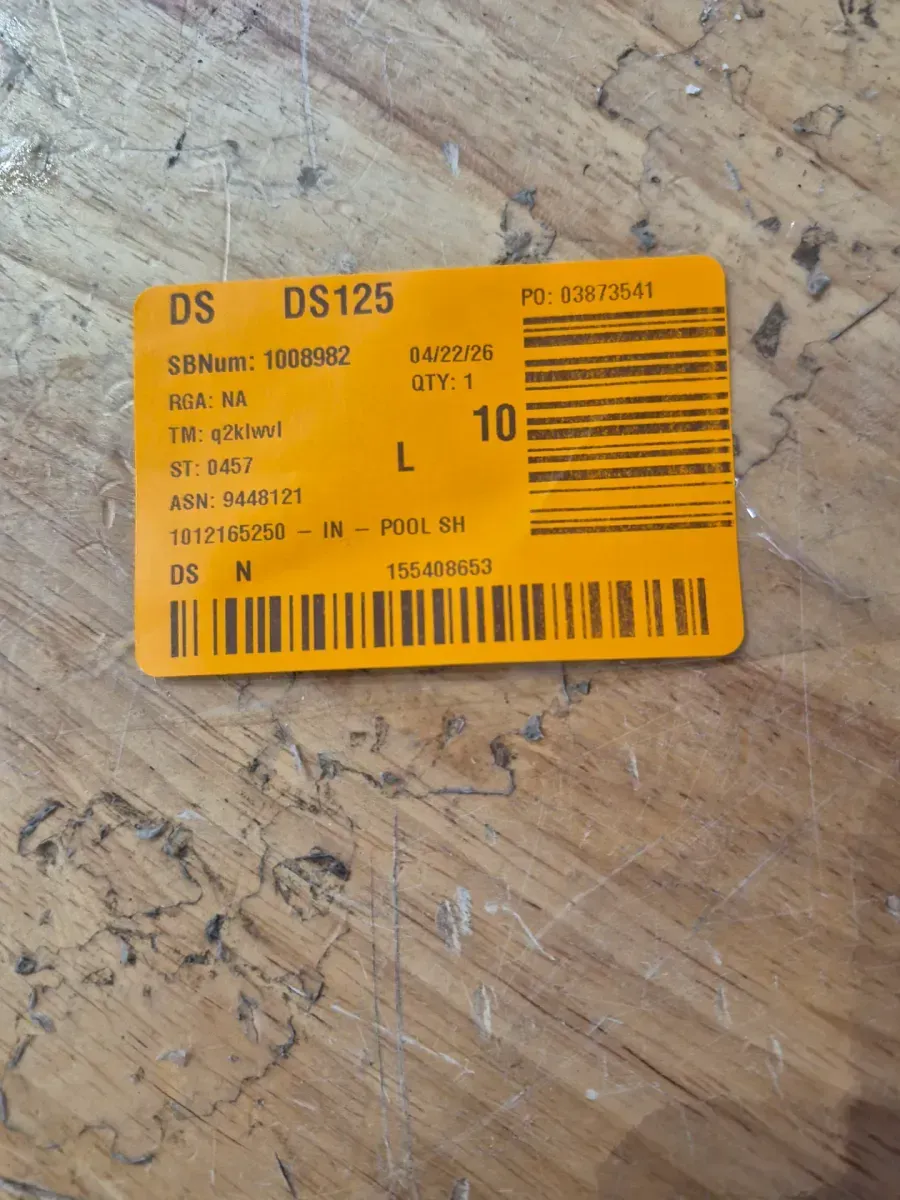 DS DS125 PO: 03873541
SBNum: 1008982 04/22/26
RGA: NA QTY: 1
TM: q2klwvl 10
ST: 0457 L
ASN: 9448121
1012165250 – IN – POOL SH
DS N 155408653